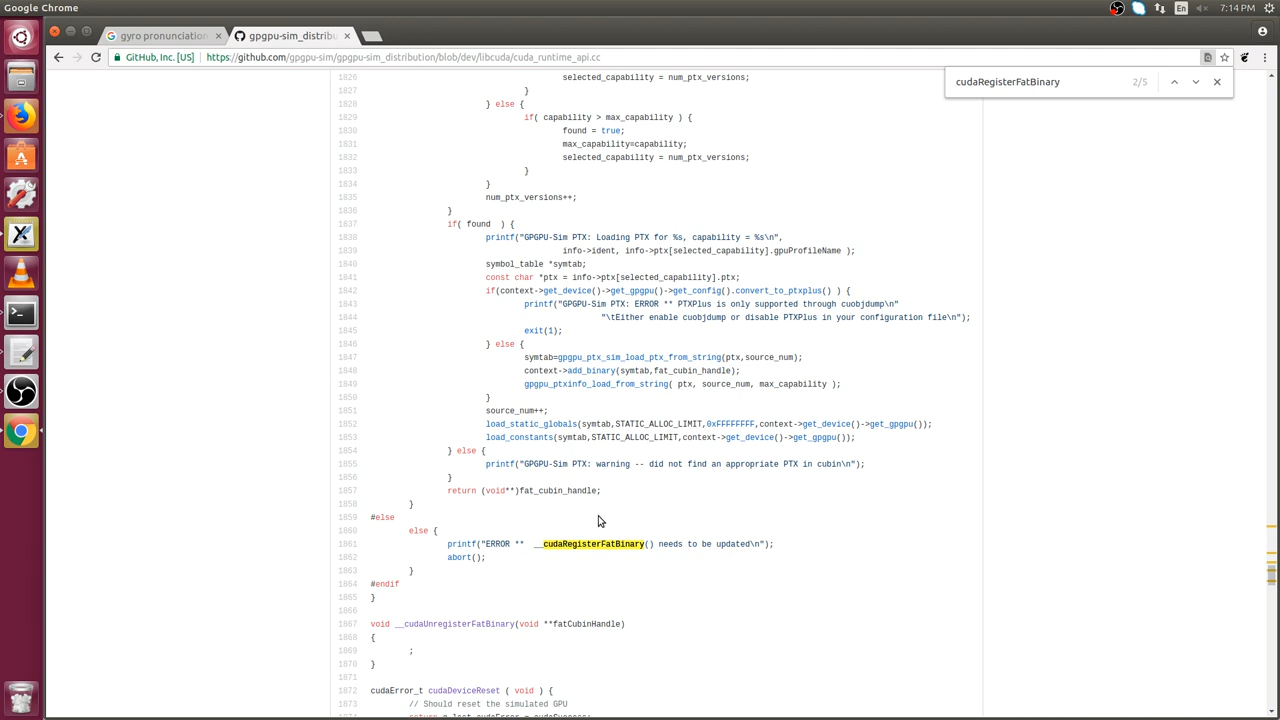 Google Chrome
En
7:14 PM
gyro pronunciation
gpgpu-sim_distribu
GitHub, Inc. [US]
https://github.com/gpgpu-sim/gpgpu-sim_distribution/blob/dev/libcuda/cuda_runtime_api.cc
cudaRegisterFatBinary 2/5
1826 selected_capability = num_ptx_versions;
1827 }
1828 } else {
1829 if( capability > max_capability ) {
1830 found = true;
1831 max_capability=capability;
1832 selected_capability = num_ptx_versions;
1833 }
1834 }
1835 num_ptx_versions++;
1836 }
1837 if( found  ) {
1838 printf("GPGPU-Sim PTX: Loading PTX for %s, capability = %s\n",
1839 info->ident, info->ptx[selected_capability].gpuProfileName );
1840 symbol_table *symtab;
1841 const char *ptx = info->ptx[selected_capability].ptx;
1842 if(context->get_device()->get_gpgpu()->get_config().convert_to_ptxplus() ) {
1843 printf("GPGPU-Sim PTX: ERROR ** PTXPlus is only supported through cuobjdump\n"
1844 "\tEither enable cuobjdump or disable PTXPlus in your configuration file\n");
1845 exit(1);
1846 } else {
1847 symtab=gpgpu_ptx_sim_load_ptx_from_string(ptx,source_num);
1848 context->add_binary(symtab,fat_cubin_handle);
1849 gpgpu_ptxinfo_load_from_string( ptx, source_num, max_capability );
1850 }
1851 source_num++;
1852 load_static_globals(symtab,STATIC_ALLOC_LIMIT,0xFFFFFFFF,context->get_device()->get_gpgpu());
1853 load_constants(symtab,STATIC_ALLOC_LIMIT,context->get_device()->get_gpgpu());
1854 } else {
1855 printf("GPGPU-Sim PTX: warning -- did not find an appropriate PTX in cubin\n");
1856 }
1857 return (void**)fat_cubin_handle;
1858 }
1859 #else
1860 else {
1861 printf("ERROR **  __cudaRegisterFatBinary() needs to be updated\n");
1862 abort();
1863 }
1864 #endif
1865 }
1866
1867 void __cudaUnregisterFatBinary(void **fatCubinHandle)
1868 {
1869 ;
1870 }
1871
1872 cudaError_t cudaDeviceReset ( void ) {
1873 // Should reset the simulated GPU
1874 return g_last_cudaError = cudaSuccess;